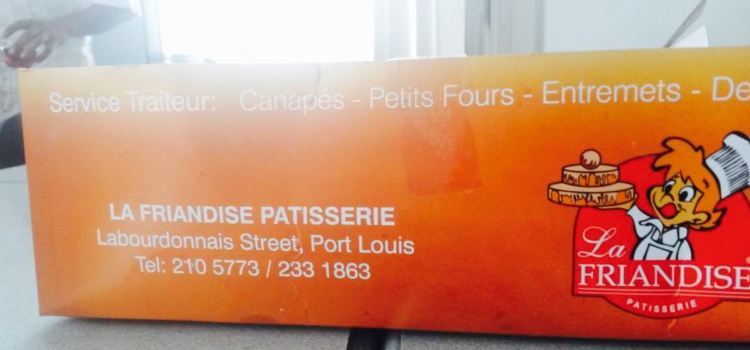 Service Traiteur: Canapés - Petits Fours - Entremets - De
LA FRIANDISE PATISSERIE
Labourdonnais Street, Port Louis
Tel: 210 5773 / 233 1863
La
FRIANDISE
PATISSERIE